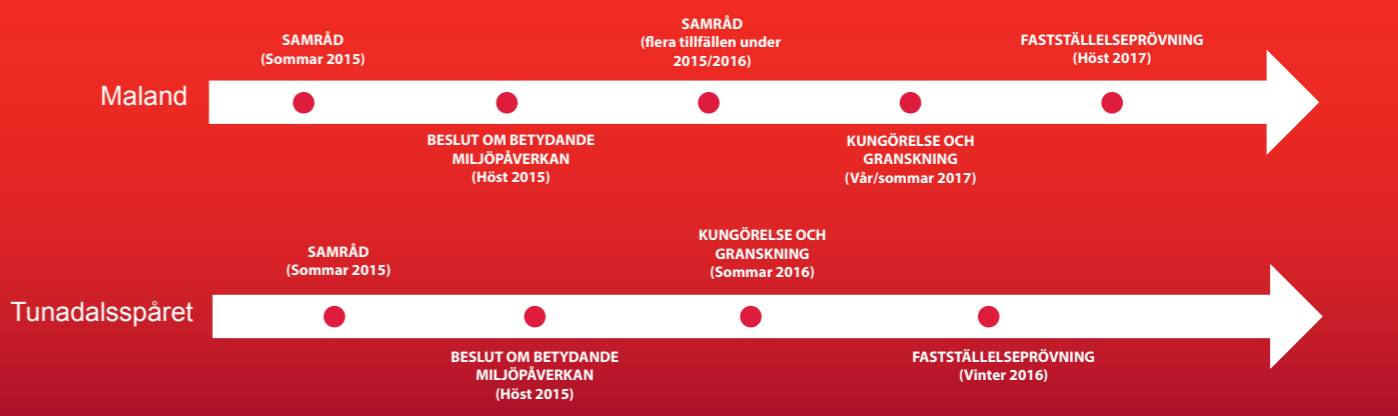 Maland
SAMRÅD
(Sommar 2015)
BESLUT OM BETYDANDE
MILJÖPÅVERKAN
(Höst 2015)
SAMRÅD
(flera tillfällen under
2015/2016)
KUNGÖRELSE OCH
GRANSKNING
(Vår/sommar 2017)
FASTSTÄLLELSEPRÖVNING
(Höst 2017)
Tunadalsspåret
SAMRÅD
(Sommar 2015)
BESLUT OM BETYDANDE
MILJÖPÅVERKAN
(Höst 2015)
KUNGÖRELSE OCH
GRANSKNING
(Sommar 2016)
FASTSTÄLLELSEPRÖVNING
(Vinter 2016)